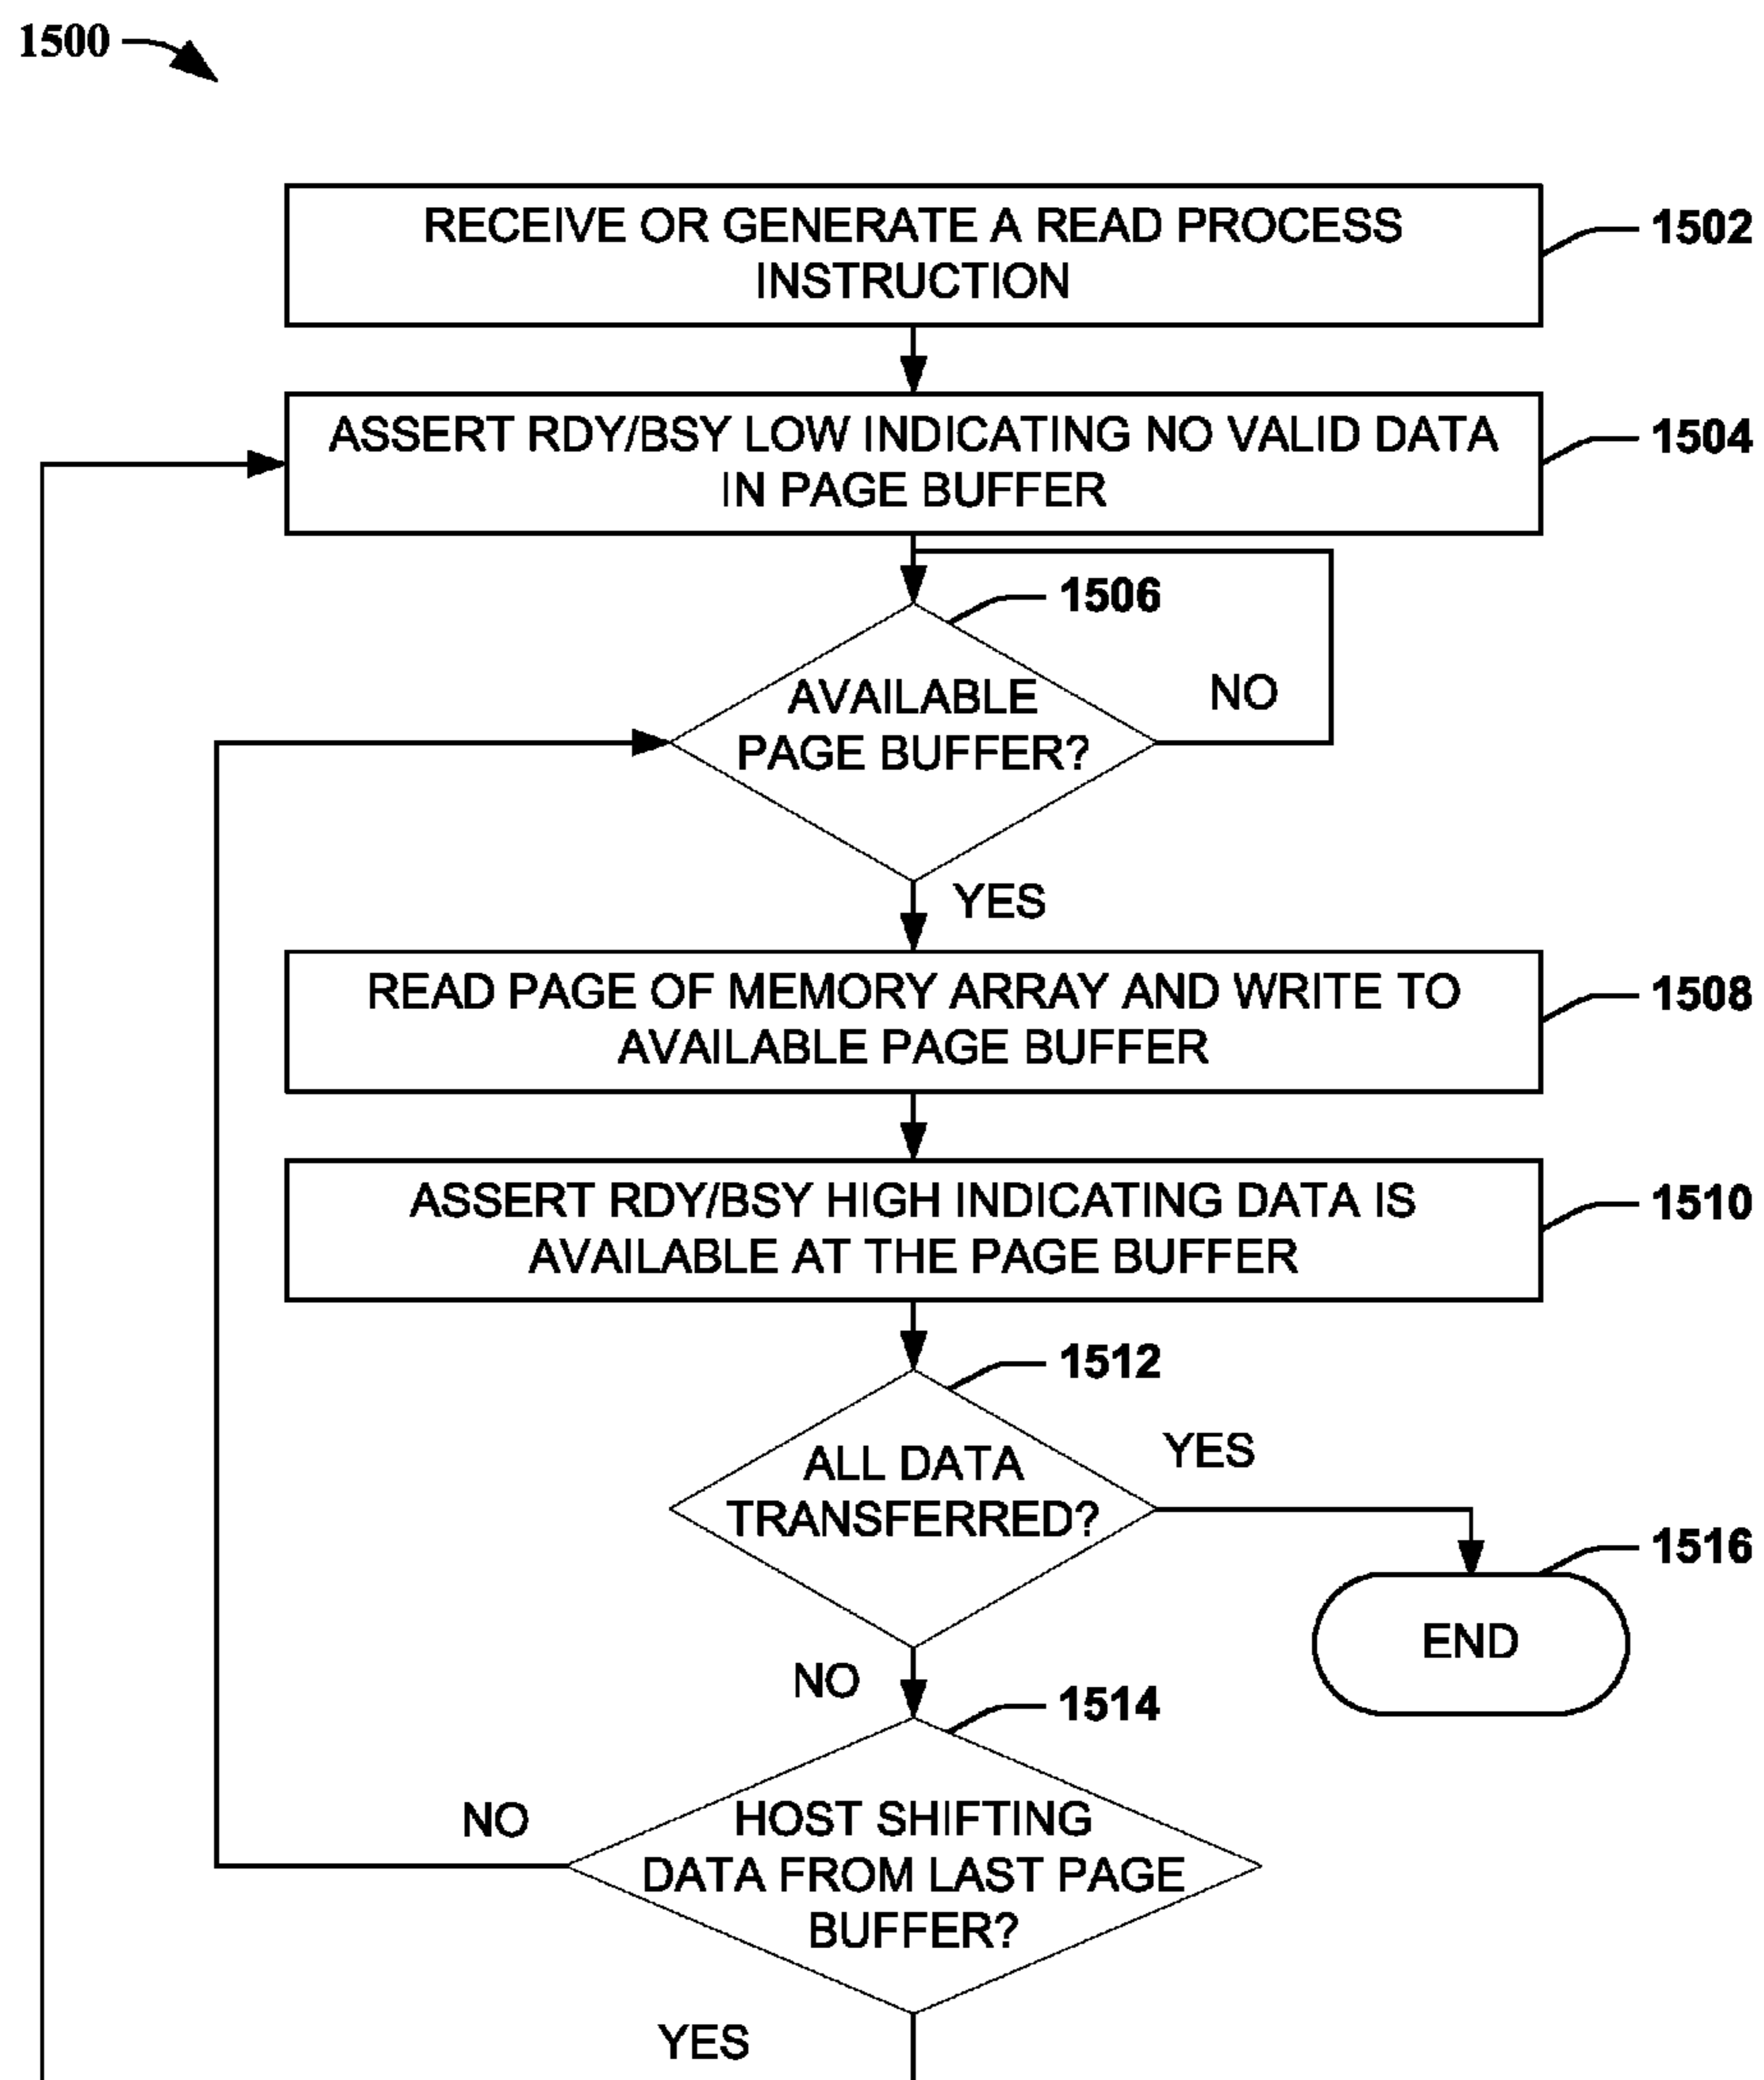 1500
RECEIVE OR GENERATE A READ PROCESS
INSTRUCTION
1502
ASSERT RDY/BSY LOW INDICATING NO VALID DATA
IN PAGE BUFFER
1504
1506
AVAILABLE
PAGE BUFFER?
NO
YES
READ PAGE OF MEMORY ARRAY AND WRITE TO
AVAILABLE PAGE BUFFER
1508
ASSERT RDY/BSY HIGH INDICATING DATA IS
AVAILABLE AT THE PAGE BUFFER
1510
1512
ALL DATA
TRANSFERRED?
YES
1516
END
NO
1514
HOST SHIFTING
DATA FROM LAST PAGE
BUFFER?
NO
YES